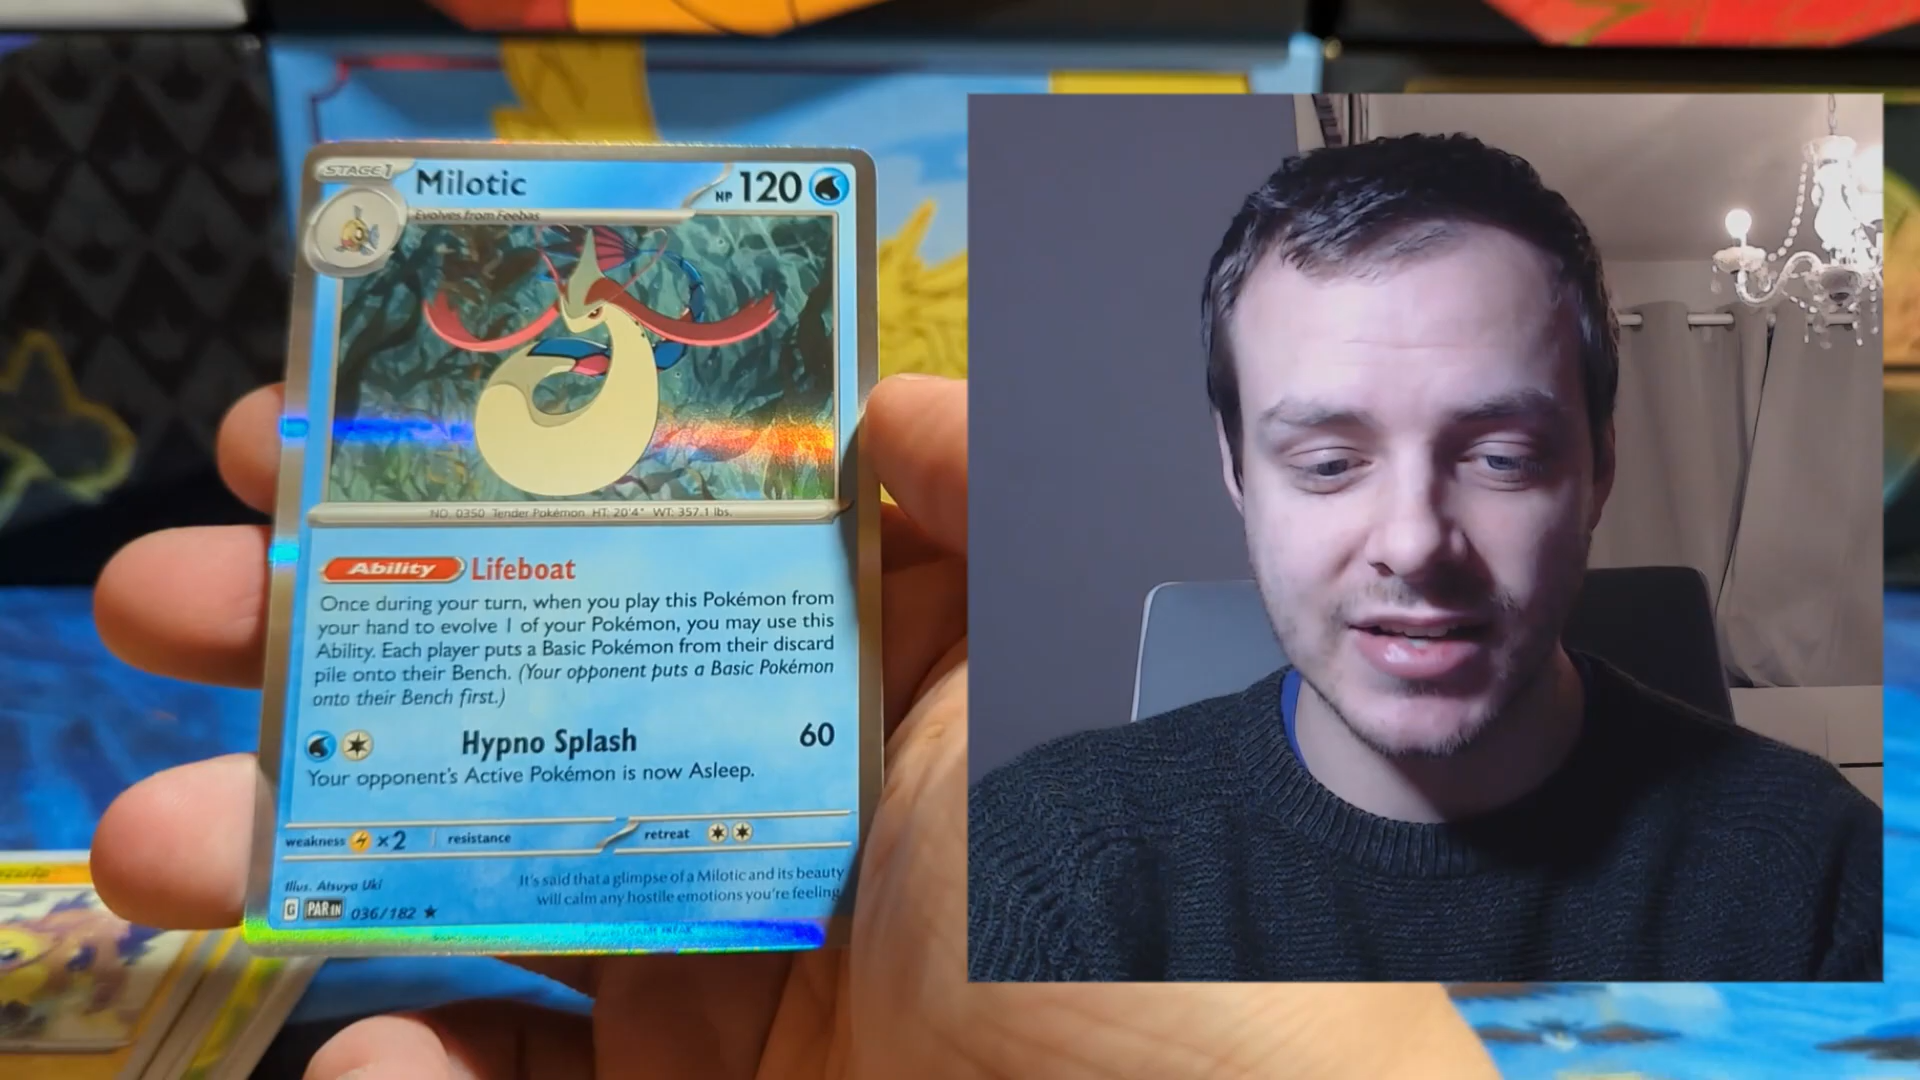 STAGE 1
Milotic
HP 120
Evolves from Feebas
NO. 0350 Tender Pokémon HT: 20'4" WT: 357.1 lbs.
Ability Lifeboat
Once during your turn, when you play this Pokémon from
your hand to evolve 1 of your Pokémon, you may use this
Ability. Each player puts a Basic Pokémon from their discard
pile onto their Bench. (Your opponent puts a Basic Pokémon
onto their Bench first.)
Hypno Splash 60
Your opponent's Active Pokémon is now Asleep.
weakness ×2 resistance retreat
Illus. Atsuya Uki
It's said that a glimpse of a Milotic and its beauty
will calm any hostile emotions you're feeling.
G PAR EN 036/182 ★